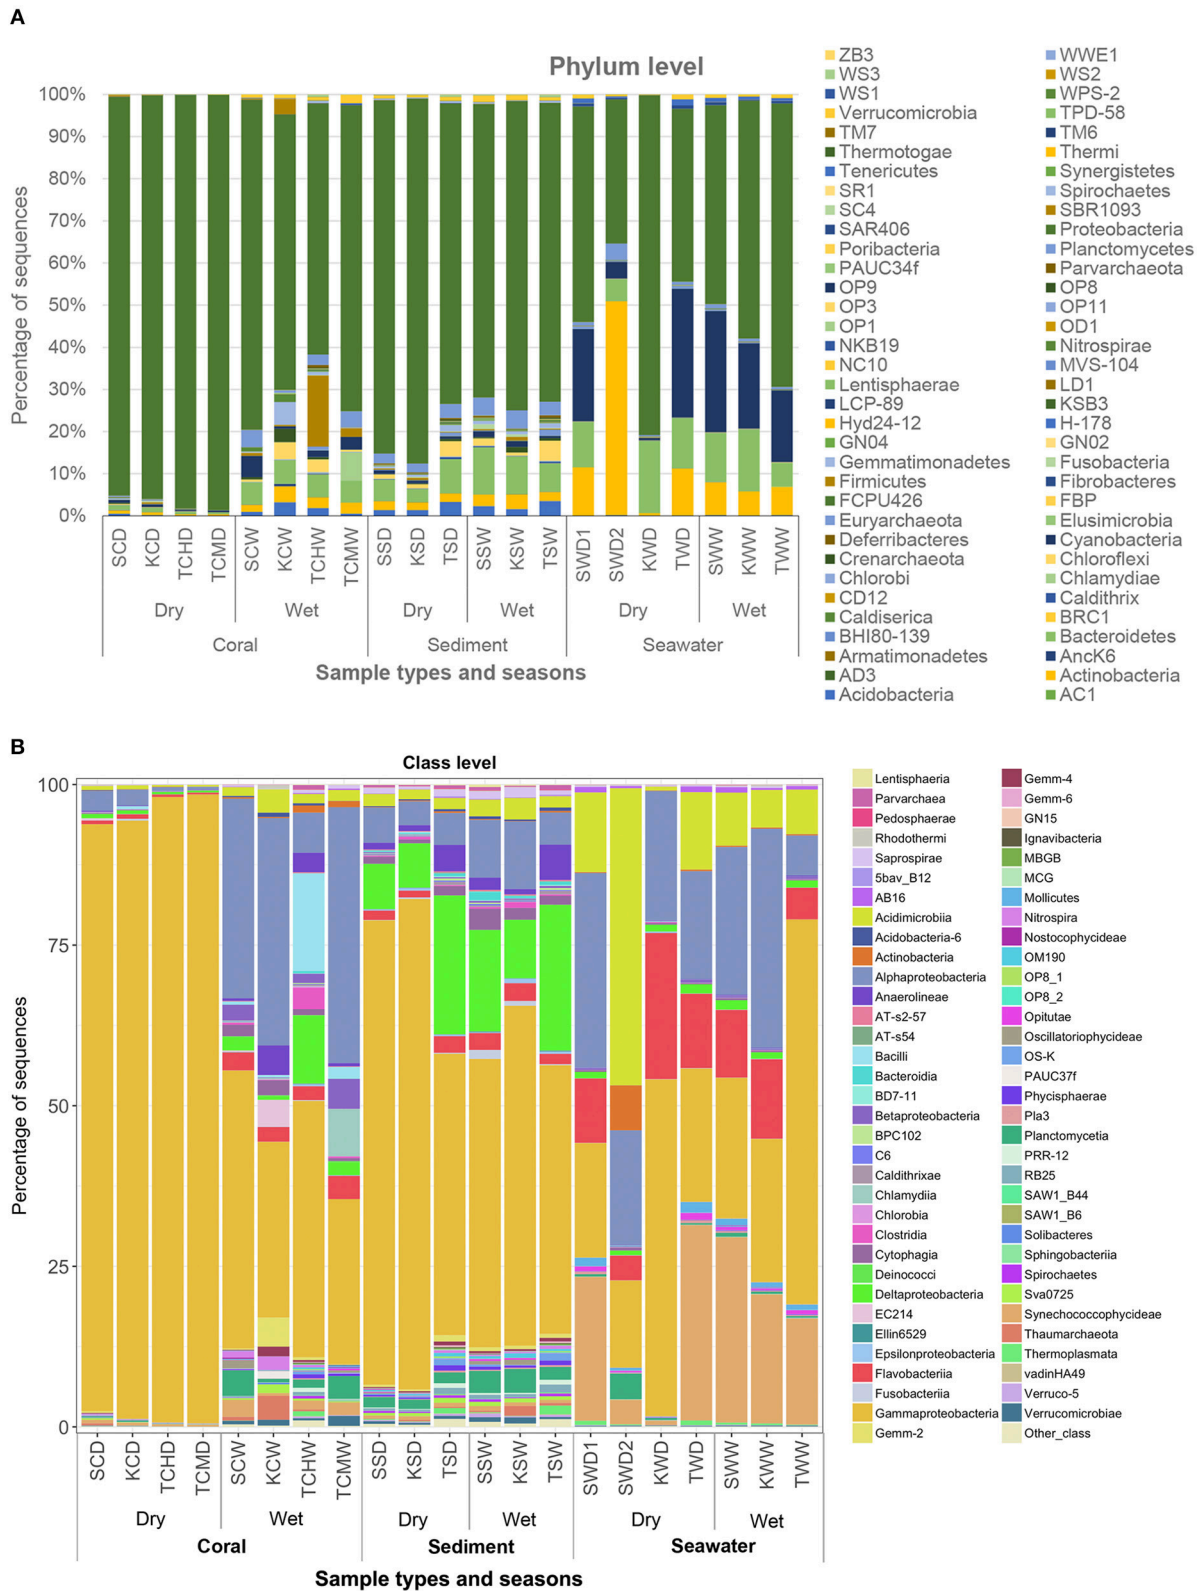 A
Phylum level
100%
90%
80%
70%
60%
50%
40%
30%
20%
10%
0%
Percentage of sequences
SCD
KCD
TCHD
TCMD
SCW
KCW
TCHW
TCMW
SSD
KSD
TSD
SSW
KSW
TSW
SWD1
SWD2
KWD
TWD
SWW
KWW
TWW
Dry
Wet
Dry
Wet
Dry
Wet
Coral
Sediment
Seawater
Sample types and seasons
ZB3
WS3
WS1
Verrucomicrobia
TM7
Thermotogae
Tenericutes
SR1
SC4
SAR406
Poribacteria
PAUC34f
OP9
OP3
OP1
NKB19
NC10
Lentisphaerae
LCP-89
Hyd24-12
GN04
Gemmatimonadetes
Firmicutes
FCPU426
Euryarchaeota
Deferribacteres
Crenarchaeota
Chlorobi
CD12
Caldiserica
BHI80-139
Armatimonadetes
AD3
Acidobacteria
WWE1
WS2
WPS-2
TPD-58
TM6
Thermi
Synergistetes
Spirochaetes
SBR1093
Proteobacteria
Planctomycetes
Parvarchaeota
OP8
OP11
OD1
Nitrospirae
MVS-104
LD1
KSB3
H-178
GN02
Fusobacteria
Fibrobacteres
FBP
Elusimicrobia
Cyanobacteria
Chloroflexi
Chlamydiae
Caldithrix
BRC1
Bacteroidetes
AncK6
Actinobacteria
AC1
B
Class level
100
75
50
25
0
Percentage of sequences
SCD
KCD
TCHD
TCMD
SCW
KCW
TCHW
TCMW
SSD
KSD
TSD
SSW
KSW
TSW
SWD1
SWD2
KWD
TWD
SWW
KWW
TWW
Dry
Wet
Dry
Wet
Dry
Wet
Coral
Sediment
Seawater
Sample types and seasons
Lentisphaeria
Parvarchaea
Pedosphaerae
Rhodothermi
Saprospirae
5bav_B12
AB16
Acidimicrobiia
Acidobacteria-6
Actinobacteria
Alphaproteobacteria
Anaerolineae
AT-s2-57
AT-s54
Bacilli
Bacteroidia
BD7-11
Betaproteobacteria
BPC102
C6
Caldithrixae
Chlamydiia
Chlorobia
Clostridia
Cytophagia
Deinococci
Deltaproteobacteria
EC214
Ellin6529
Epsilonproteobacteria
Flavobacteriia
Fusobacteriia
Gammaproteobacteria
Gemm-2
Gemm-4
Gemm-6
GN15
Ignavibacteria
MBGB
MCG
Mollicutes
Nitrospira
Nostocophycideae
OM190
OP8_1
OP8_2
Opitutae
Oscillatoriophycideae
OS-K
PAUC37f
Phycisphaerae
Pla3
Planctomycetia
PRR-12
RB25
SAW1_B44
SAW1_B6
Solibacteres
Sphingobacteriia
Spirochaetes
Sva0725
Synechococcophycideae
Thaumarchaeota
Thermoplasmata
vadinHA49
Verruco-5
Verrucomicrobiae
Other_class